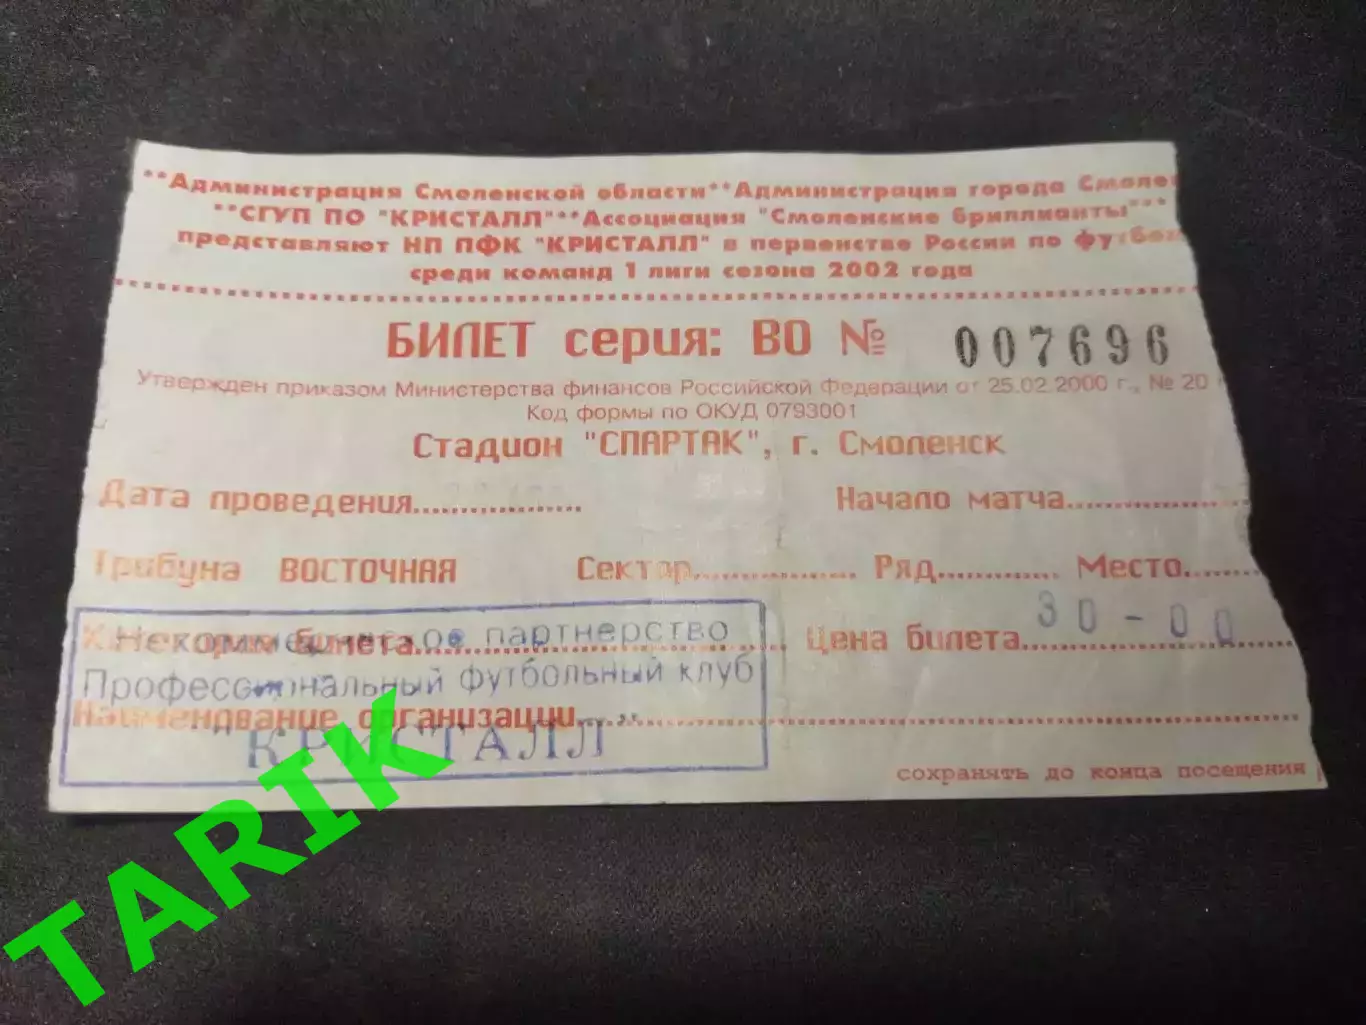 **Администрация Смоленской области**Администрация города Смолен
**СГУП ПО "КРИСТАЛЛ"**Ассоциация "Смоленские бриллианты"***
представляют НП ПФК "КРИСТАЛЛ" в первенстве России по футбол
среди команд 1 лиги сезона 2002 года
БИЛЕТ серия: ВО № 007696
Утвержден приказом Министерства финансов Российской Федерации от 25.02.2000 г., № 20
Код формы по ОКУД 0793001
Стадион "СПАРТАК", г. Смоленск
Дата проведения Начало матча
Трибуна ВОСТОЧНАЯ Сектор Ряд Место
билета Цена билета 30-00
Некоммерческое партнерство
Профессиональный футбольный клуб
Наименование организации
"КРИСТАЛЛ"
сохранять до конца посещения
TARIK